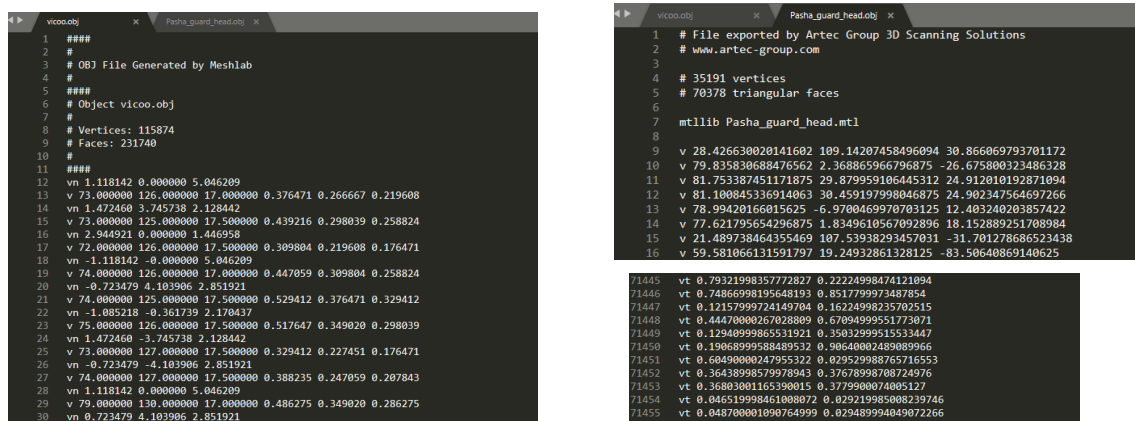 vicoo.obj × Pasha_guard_head.obj ×
1 ####
2 #
3 # OBJ File Generated by Meshlab
4 #
5 ####
6 # Object vicoo.obj
7 #
8 # Vertices: 115874
9 # Faces: 231740
10 #
11 ####
12 vn 1.118142 0.000000 5.046209
13 v 73.000000 126.000000 17.000000 0.376471 0.266667 0.219608
14 vn 1.472460 3.745738 2.128442
15 v 73.000000 125.000000 17.500000 0.439216 0.298039 0.258824
16 vn 2.944921 0.000000 1.446958
17 v 72.000000 126.000000 17.500000 0.309804 0.219608 0.176471
18 vn -1.118142 -0.000000 5.046209
19 v 74.000000 126.000000 17.000000 0.447059 0.309804 0.258824
20 vn -0.723479 4.103906 2.851921
21 v 74.000000 125.000000 17.500000 0.529412 0.376471 0.329412
22 vn -1.085218 -0.361739 2.170437
23 v 75.000000 126.000000 17.500000 0.517647 0.349020 0.298039
24 vn 1.472460 -3.745738 2.128442
25 v 73.000000 127.000000 17.500000 0.329412 0.227451 0.176471
26 vn -0.723479 -4.103906 2.851921
27 v 74.000000 127.000000 17.500000 0.388235 0.247059 0.207843
28 vn 1.118142 0.000000 5.046209
29 v 79.000000 130.000000 17.000000 0.486275 0.349020 0.286275
30 vn 0.723479 4.103906 2.851921
vicoo.obj × Pasha_guard_head.obj ×
1 # File exported by Artec Group 3D Scanning Solutions
2 # www.artec-group.com
3
4 # 35191 vertices
5 # 70378 triangular faces
6
7 mtllib Pasha_guard_head.mtl
8
9 v 28.426630020141602 109.14207458496094 30.866069793701172
10 v 79.835830688476562 2.368865966796875 -26.675800323486328
11 v 81.753387451171875 29.879959106445312 24.912010192871094
12 v 81.100845336914063 30.459197998046875 24.902347564697266
13 v 78.99420166015625 -6.9700469970703125 12.403240203857422
14 v 77.621795654296875 1.8349610567092896 18.152889251708984
15 v 21.489738464355469 107.53938293457031 -31.701278686523438
16 v 59.581066131591797 19.24932861328125 -83.50640869140625
71445 vt 0.79321998357772827 0.22224998474121094
71446 vt 0.74866998195648193 0.8517799973487854
71447 vt 0.12157999724149704 0.16224998235702515
71448 vt 0.44470000267028809 0.67094999551773071
71449 vt 0.12940999865531921 0.35032999515533447
71450 vt 0.19068999588489532 0.90640002489089966
71451 vt 0.60490000247955322 0.029529988765716553
71452 vt 0.36438998579978943 0.37678998708724976
71453 vt 0.36803001165390015 0.3779900074005127
71454 vt 0.046519998461008072 0.029219985008239746
71455 vt 0.048700001090764999 0.029489994049072266